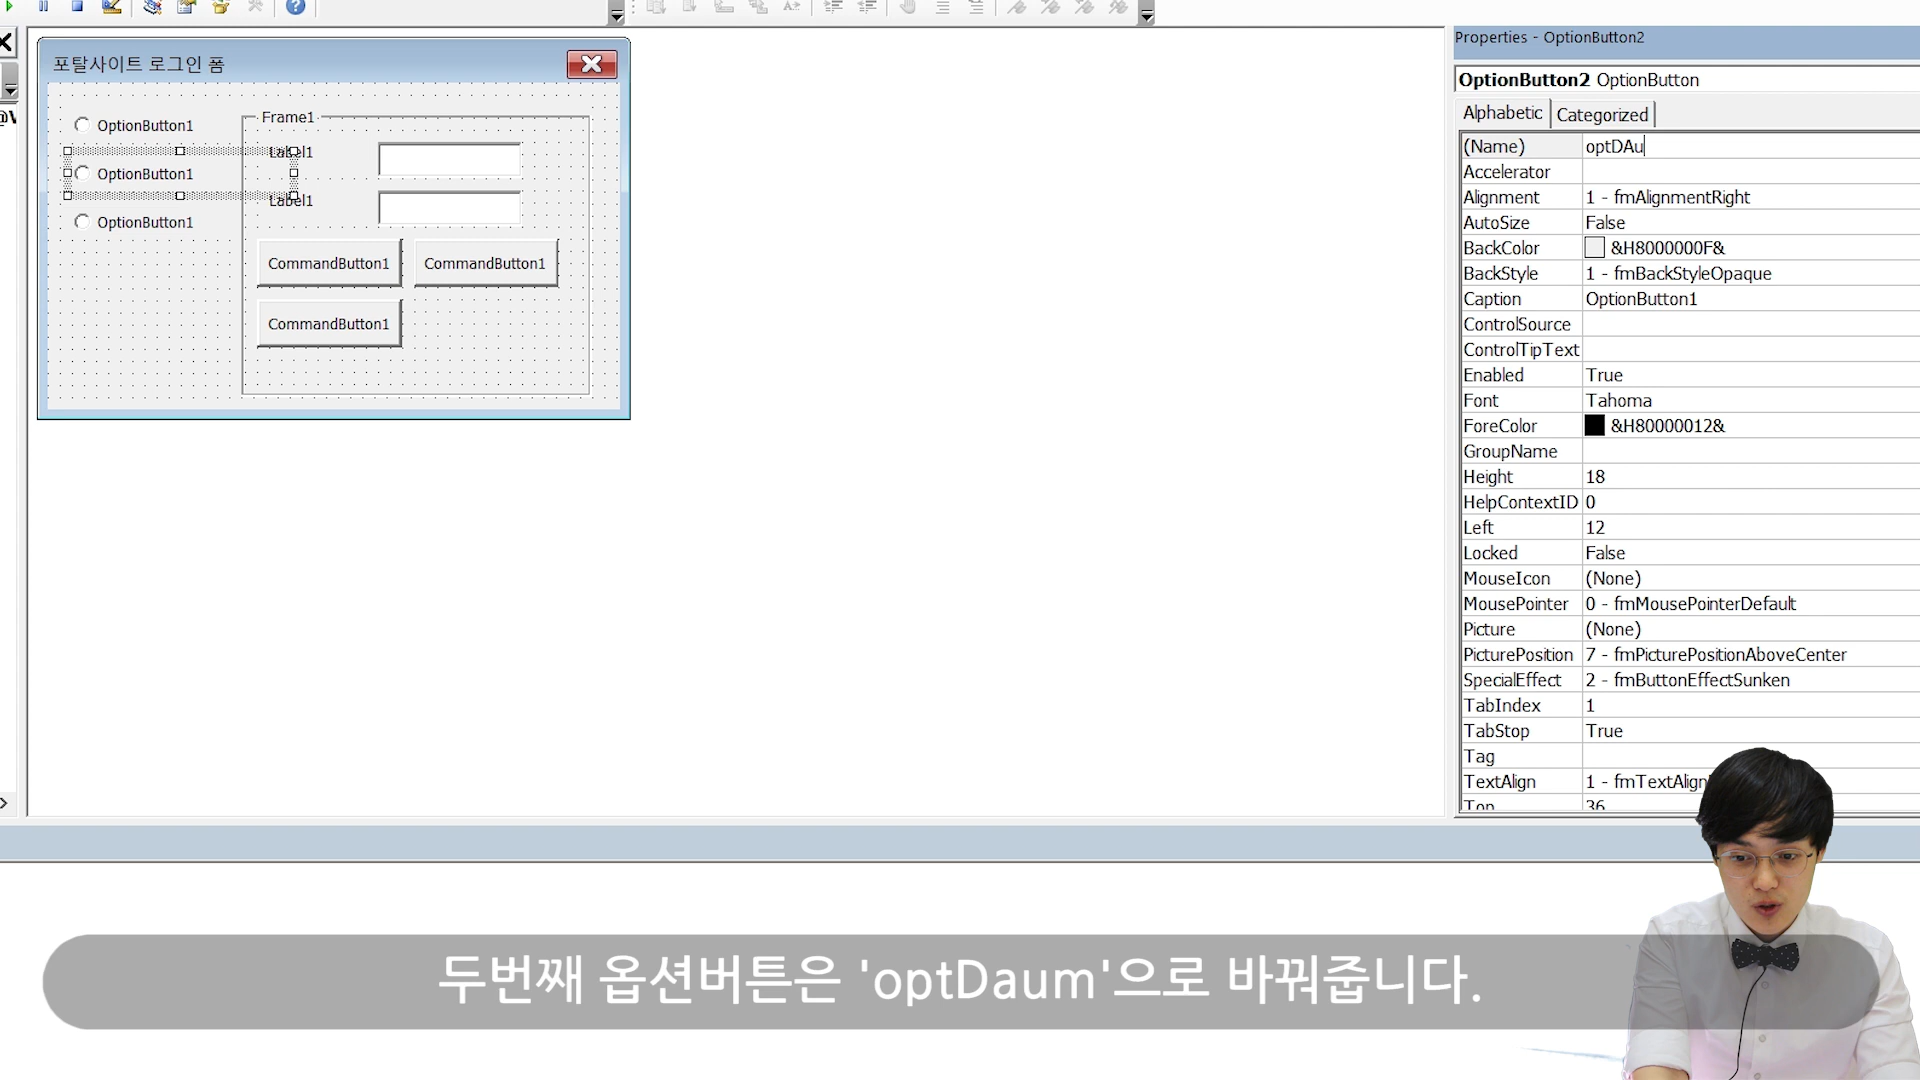 Properties - OptionButton2
포탈사이트 로그인 폼
OptionButton2 OptionButton
Alphabetic Categorized
OptionButton1
OptionButton1
OptionButton1
Frame1
Label1
Label1
CommandButton1 CommandButton1
CommandButton1
(Name) optDAu
Accelerator
Alignment 1 - fmAlignmentRight
AutoSize False
BackColor &H8000000F&
BackStyle 1 - fmBackStyleOpaque
Caption OptionButton1
ControlSource
ControlTipText
Enabled True
Font Tahoma
ForeColor &H80000012&
GroupName
Height 18
HelpContextID 0
Left 12
Locked False
MouseIcon (None)
MousePointer 0 - fmMousePointerDefault
Picture (None)
PicturePosition 7 - fmPicturePositionAboveCenter
SpecialEffect 2 - fmButtonEffectSunken
TabIndex 1
TabStop True
Tag
TextAlign 1 - fmTextAlign
Top 36
두번째 옵션버튼은 'optDaum'으로 바꿔줍니다.